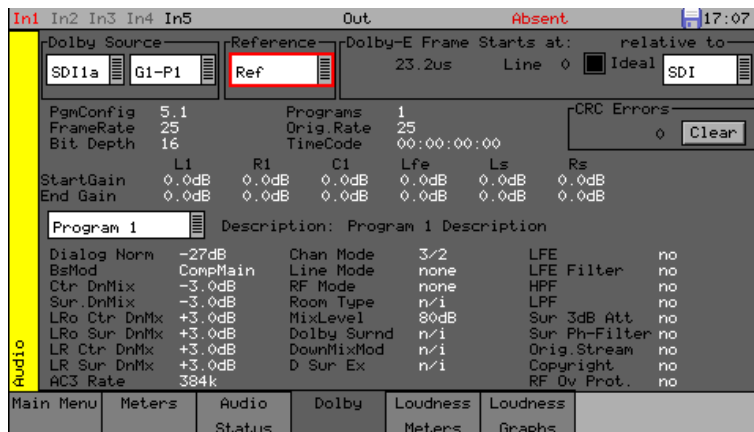 In1 In2 In3 In4 In5 Out Absent 17:07
Dolby Source Reference Dolby-E Frame Starts at: relative to
SDI1a G1-P1 Ref 23.2us Line 0 Ideal SDI
PgmConfig 5.1 Programs 1 CRC Errors
FrameRate 25 Orig.Rate 25 0 Clear
Bit Depth 16 TimeCode 00:00:00:00
L1 R1 C1 Lfe Ls Rs
StartGain 0.0dB 0.0dB 0.0dB 0.0dB 0.0dB 0.0dB
End Gain 0.0dB 0.0dB 0.0dB 0.0dB 0.0dB 0.0dB
Program 1 Description: Program 1 Description
Dialog Norm -27dB Chan Mode 3/2 LFE no
BsMod CompMain Line Mode none LFE Filter no
Ctr DnMix -3.0dB RF Mode none HPF no
Sur.DnMix -3.0dB Room Type n/i LPF no
LRo Ctr DnMx +3.0dB MixLevel 80dB Sur 3dB Att no
LRo Sur DnMx +3.0dB Dolby Surnd n/i Sur Ph-Filter no
LR Ctr DnMx +3.0dB DownMixMod n/i Orig.Stream no
LR Sur DnMx +3.0dB D Sur Ex n/i Copyright no
AC3 Rate 384k RF Ov Prot. no
Audio
Main Menu Meters Audio Status Dolby Loudness Meters Loudness Graphs